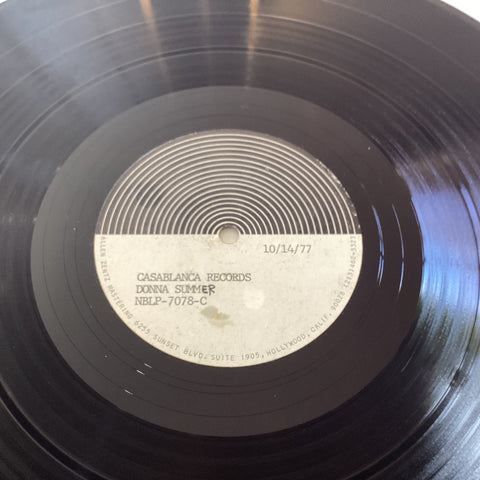 10/14/77
CASABLANCA RECORDS
DONNA SUMMER
NBLP-7078-C
ALLEN ZENTZ MASTERING 6255 SUNSET BLVD. SUITE 1905, HOLLYWOOD, CALIF. 90028